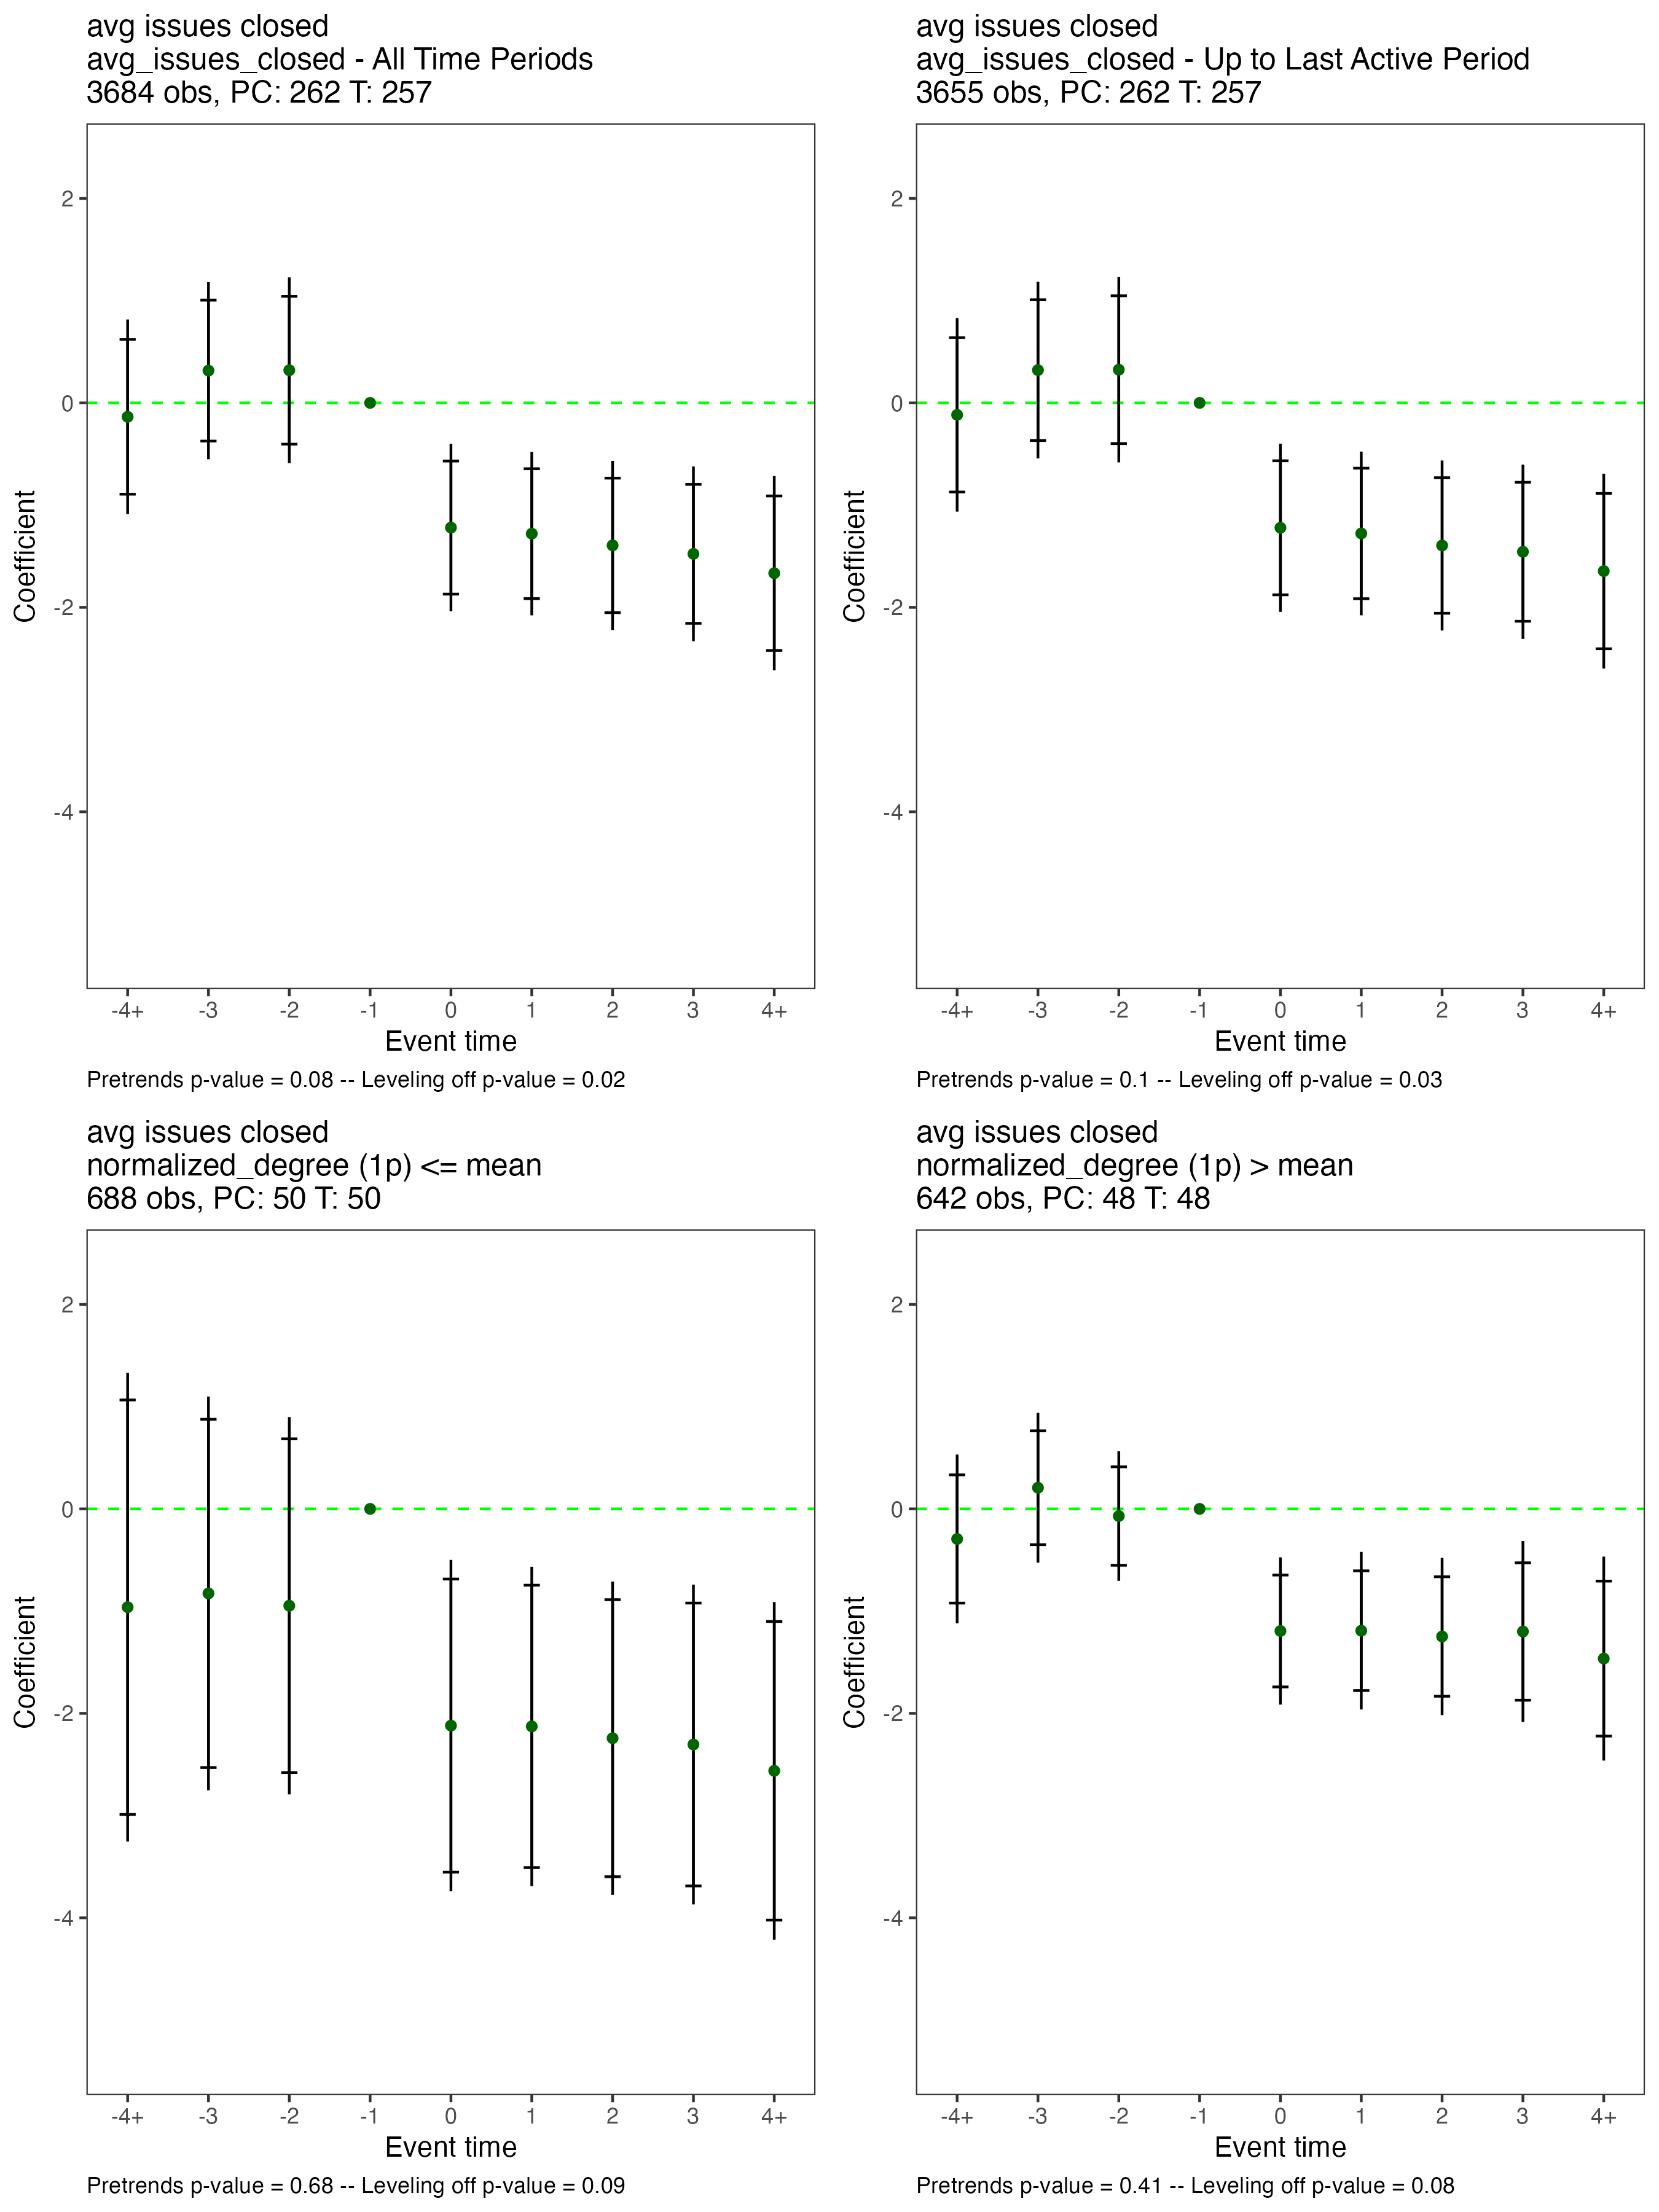 avg issues closed
avg_issues_closed - All Time Periods
3684 obs, PC: 262 T: 257
2
0
-2
-4
Coefficient
-4+ -3 -2 -1 0 1 2 3 4+
Event time
Pretrends p-value = 0.08 -- Leveling off p-value = 0.02
avg issues closed
avg_issues_closed - Up to Last Active Period
3655 obs, PC: 262 T: 257
2
0
-2
-4
Coefficient
-4+ -3 -2 -1 0 1 2 3 4+
Event time
Pretrends p-value = 0.1 -- Leveling off p-value = 0.03
avg issues closed
normalized_degree (1p) <= mean
688 obs, PC: 50 T: 50
2
0
-2
-4
Coefficient
-4+ -3 -2 -1 0 1 2 3 4+
Event time
Pretrends p-value = 0.68 -- Leveling off p-value = 0.09
avg issues closed
normalized_degree (1p) > mean
642 obs, PC: 48 T: 48
2
0
-2
-4
Coefficient
-4+ -3 -2 -1 0 1 2 3 4+
Event time
Pretrends p-value = 0.41 -- Leveling off p-value = 0.08